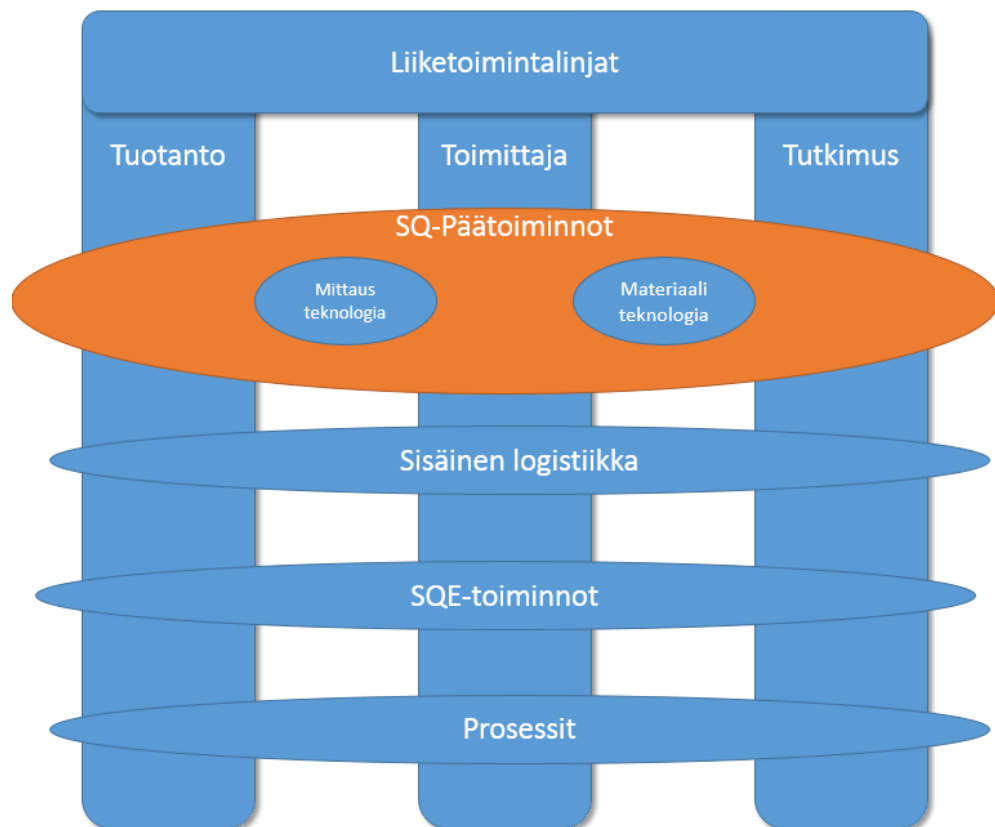 Liiketoimintalinjat
Tuotanto
Toimittaja
Tutkimus
SQ-Päätoiminnot
Mittaus
teknologia
Materiaali
teknologia
Sisäinen logistiikka
SQE-toiminnot
Prosessit